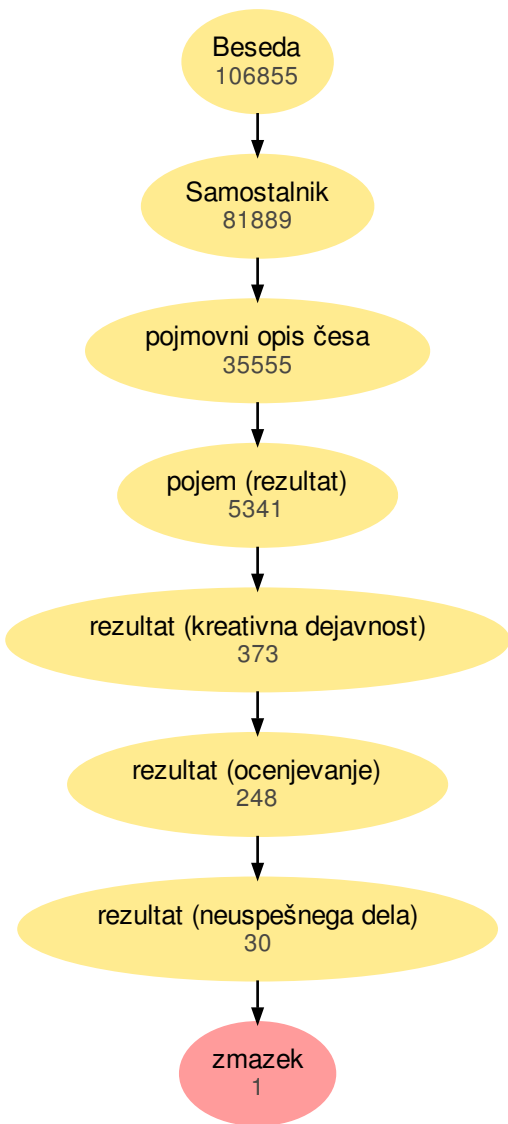 Beseda
106855
Samostalnik
81889
pojmovni opis česa
35555
pojem (rezultat)
5341
rezultat (kreativna dejavnost)
373
rezultat (ocenjevanje)
248
rezultat (neuspešnega dela)
30
zmazek
1